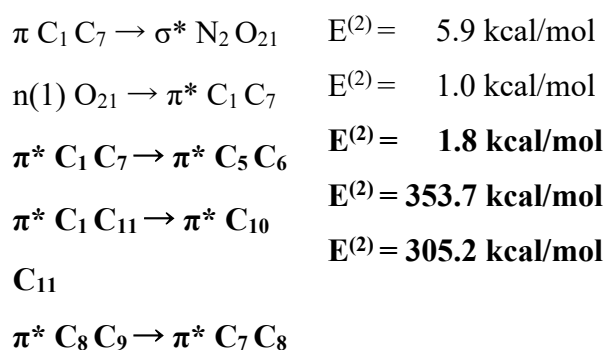 π C₁ C₇ → σ* N₂ O₂₁
n(1) O₂₁ → π* C₁ C₇
π* C₁ C₇ → π* C₅ C₆
π* C₁ C₁₁ → π* C₁₀
C₁₁
π* C₈ C₉ → π* C₇ C₈
E⁽²⁾ = 5.9 kcal/mol
E⁽²⁾ = 1.0 kcal/mol
E⁽²⁾ = 1.8 kcal/mol
E⁽²⁾ = 353.7 kcal/mol
E⁽²⁾ = 305.2 kcal/mol